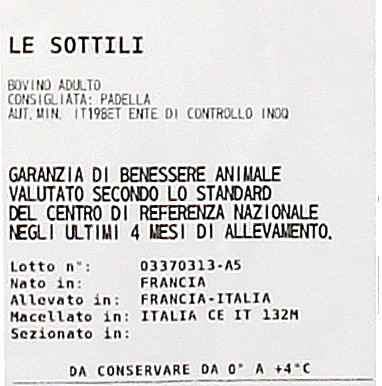 LE SOTTILI
BOVINO ADULTO
CONSIGLIATA: PADELLA
AUT.MIN. IT198ET ENTE DI CONTROLLO INOQ
GARANZIA DI BENESSERE ANIMALE
VALUTATO SECONDO LO STANDARD
DEL CENTRO DI REFERENZA NAZIONALE
NEGLI ULTIMI 4 MESI DI ALLEVAMENTO.
Lotto n°: 03370313-A5
Nato in: FRANCIA
Allevato in: FRANCIA-ITALIA
Macellato in: ITALIA CE IT 132M
Sezionato in:
DA CONSERVARE DA 0° A +4°C